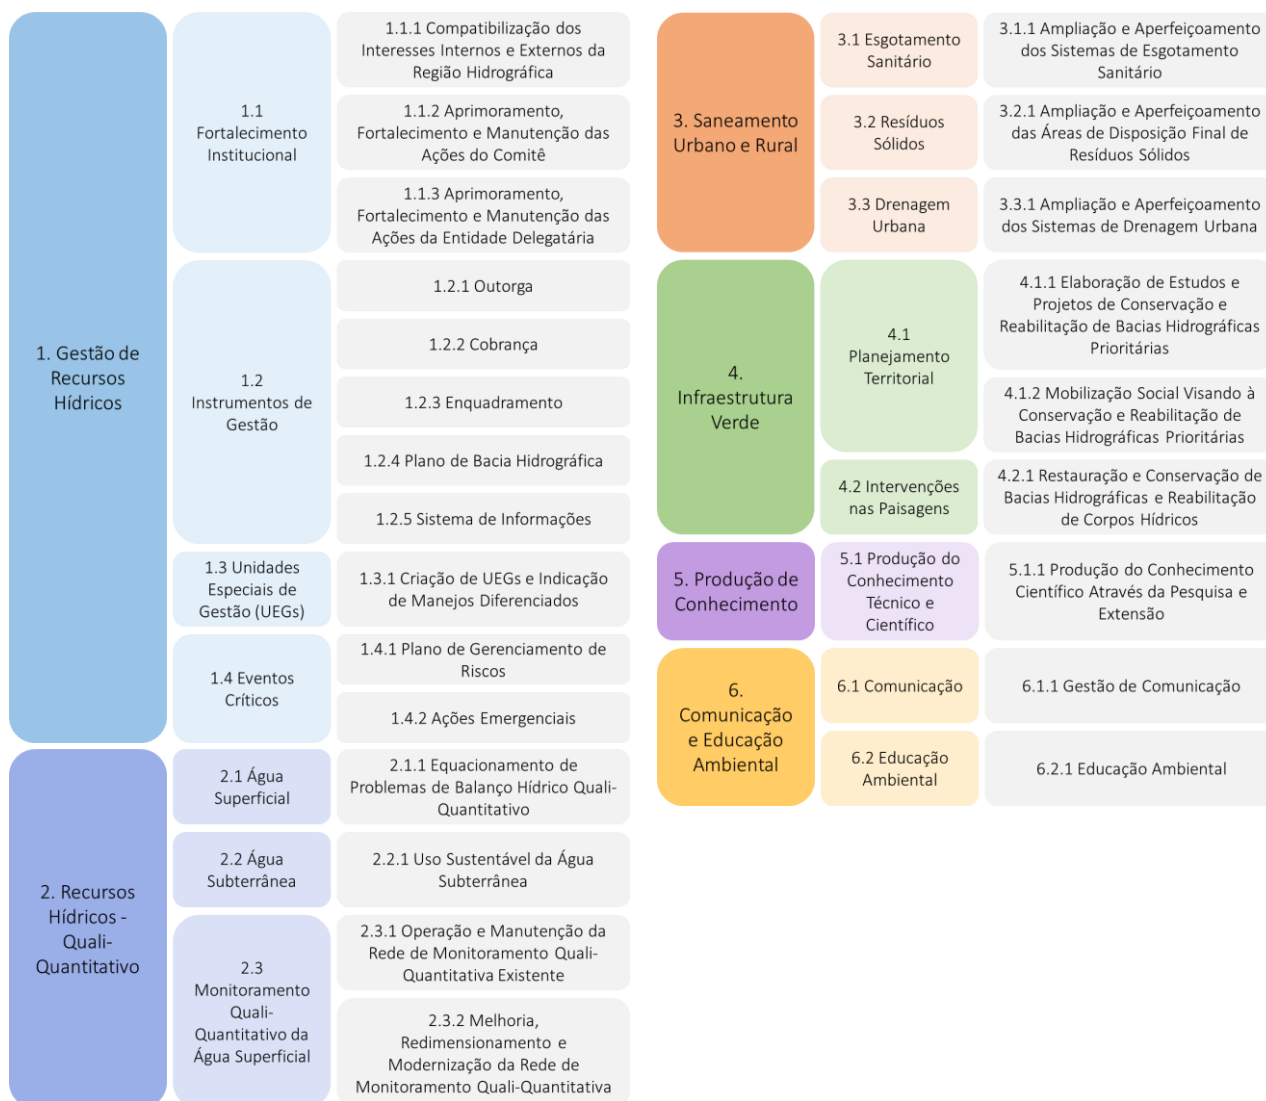 1. Gestão de
Recursos
Hídricos
1.1
Fortalecimento
Institucional
1.1.1 Compatibilização dos
Interesses Internos e Externos da
Região Hidrográfica
1.1.2 Aprimoramento,
Fortalecimento e Manutenção das
Ações do Comitê
1.1.3 Aprimoramento,
Fortalecimento e Manutenção das
Ações da Entidade Delegatária
1.2
Instrumentos de
Gestão
1.2.1 Outorga
1.2.2 Cobrança
1.2.3 Enquadramento
1.2.4 Plano de Bacia Hidrográfica
1.2.5 Sistema de Informações
1.3 Unidades
Especiais de
Gestão (UEGs)
1.3.1 Criação de UEGs e Indicação
de Manejos Diferenciados
1.4 Eventos
Críticos
1.4.1 Plano de Gerenciamento de
Riscos
1.4.2 Ações Emergenciais
2. Recursos
Hídricos -
Quali-
Quantitativo
2.1 Água
Superficial
2.1.1 Equacionamento de
Problemas de Balanço Hídrico Quali-
Quantitativo
2.2 Água
Subterrânea
2.2.1 Uso Sustentável da Água
Subterrânea
2.3
Monitoramento
Quali-
Quantitativo da
Água Superficial
2.3.1 Operação e Manutenção da
Rede de Monitoramento Quali-
Quantitativa Existente
2.3.2 Melhoria,
Redimensionamento e
Modernização da Rede de
Monitoramento Quali-Quantitativa
3. Saneamento
Urbano e Rural
3.1 Esgotamento
Sanitário
3.1.1 Ampliação e Aperfeiçoamento
dos Sistemas de Esgotamento
Sanitário
3.2 Resíduos
Sólidos
3.2.1 Ampliação e Aperfeiçoamento
das Áreas de Disposição Final de
Resíduos Sólidos
3.3 Drenagem
Urbana
3.3.1 Ampliação e Aperfeiçoamento
dos Sistemas de Drenagem Urbana
4.
Infraestrutura
Verde
4.1
Planejamento
Territorial
4.1.1 Elaboração de Estudos e
Projetos de Conservação e
Reabilitação de Bacias Hidrográficas
Prioritárias
4.1.2 Mobilização Social Visando à
Conservação e Reabilitação de
Bacias Hidrográficas Prioritárias
4.2 Intervenções
nas Paisagens
4.2.1 Restauração e Conservação de
Bacias Hidrográficas e Reabilitação
de Corpos Hídricos
5. Produção de
Conhecimento
5.1 Produção do
Conhecimento
Técnico e
Científico
5.1.1 Produção do Conhecimento
Científico Através da Pesquisa e
Extensão
6.
Comunicação
e Educação
Ambiental
6.1 Comunicação
6.1.1 Gestão de Comunicação
6.2 Educação
Ambiental
6.2.1 Educação Ambiental